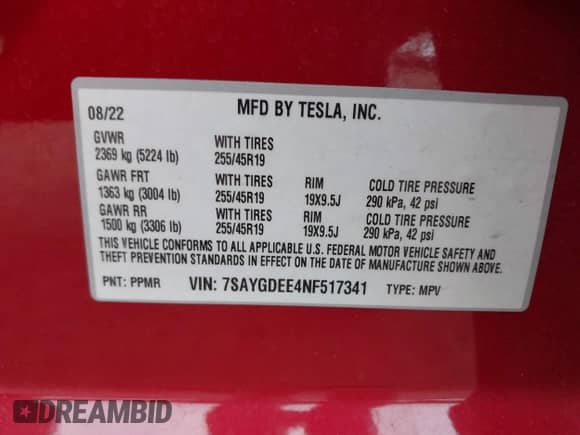 08/22 MFD BY TESLA, INC.
GVWR WITH TIRES
2369 kg (5224 lb) 255/45R19
GAWR FRT WITH TIRES RIM COLD TIRE PRESSURE
1363 kg (3004 lb) 255/45R19 19X9.5J 290 kPa, 42 psi
GAWR RR WITH TIRES RIM COLD TIRE PRESSURE
1500 kg (3306 lb) 255/45R19 19X9.5J 290 kPa, 42 psi
THIS VEHICLE CONFORMS TO ALL APPLICABLE U.S. FEDERAL MOTOR VEHICLE SAFETY AND
THEFT PREVENTION STANDARDS IN EFFECT ON THE DATE OF MANUFACTURE SHOWN ABOVE.
PNT: PPMR VIN: 7SAYGDEE4NF517341 TYPE: MPV
DREAMBID